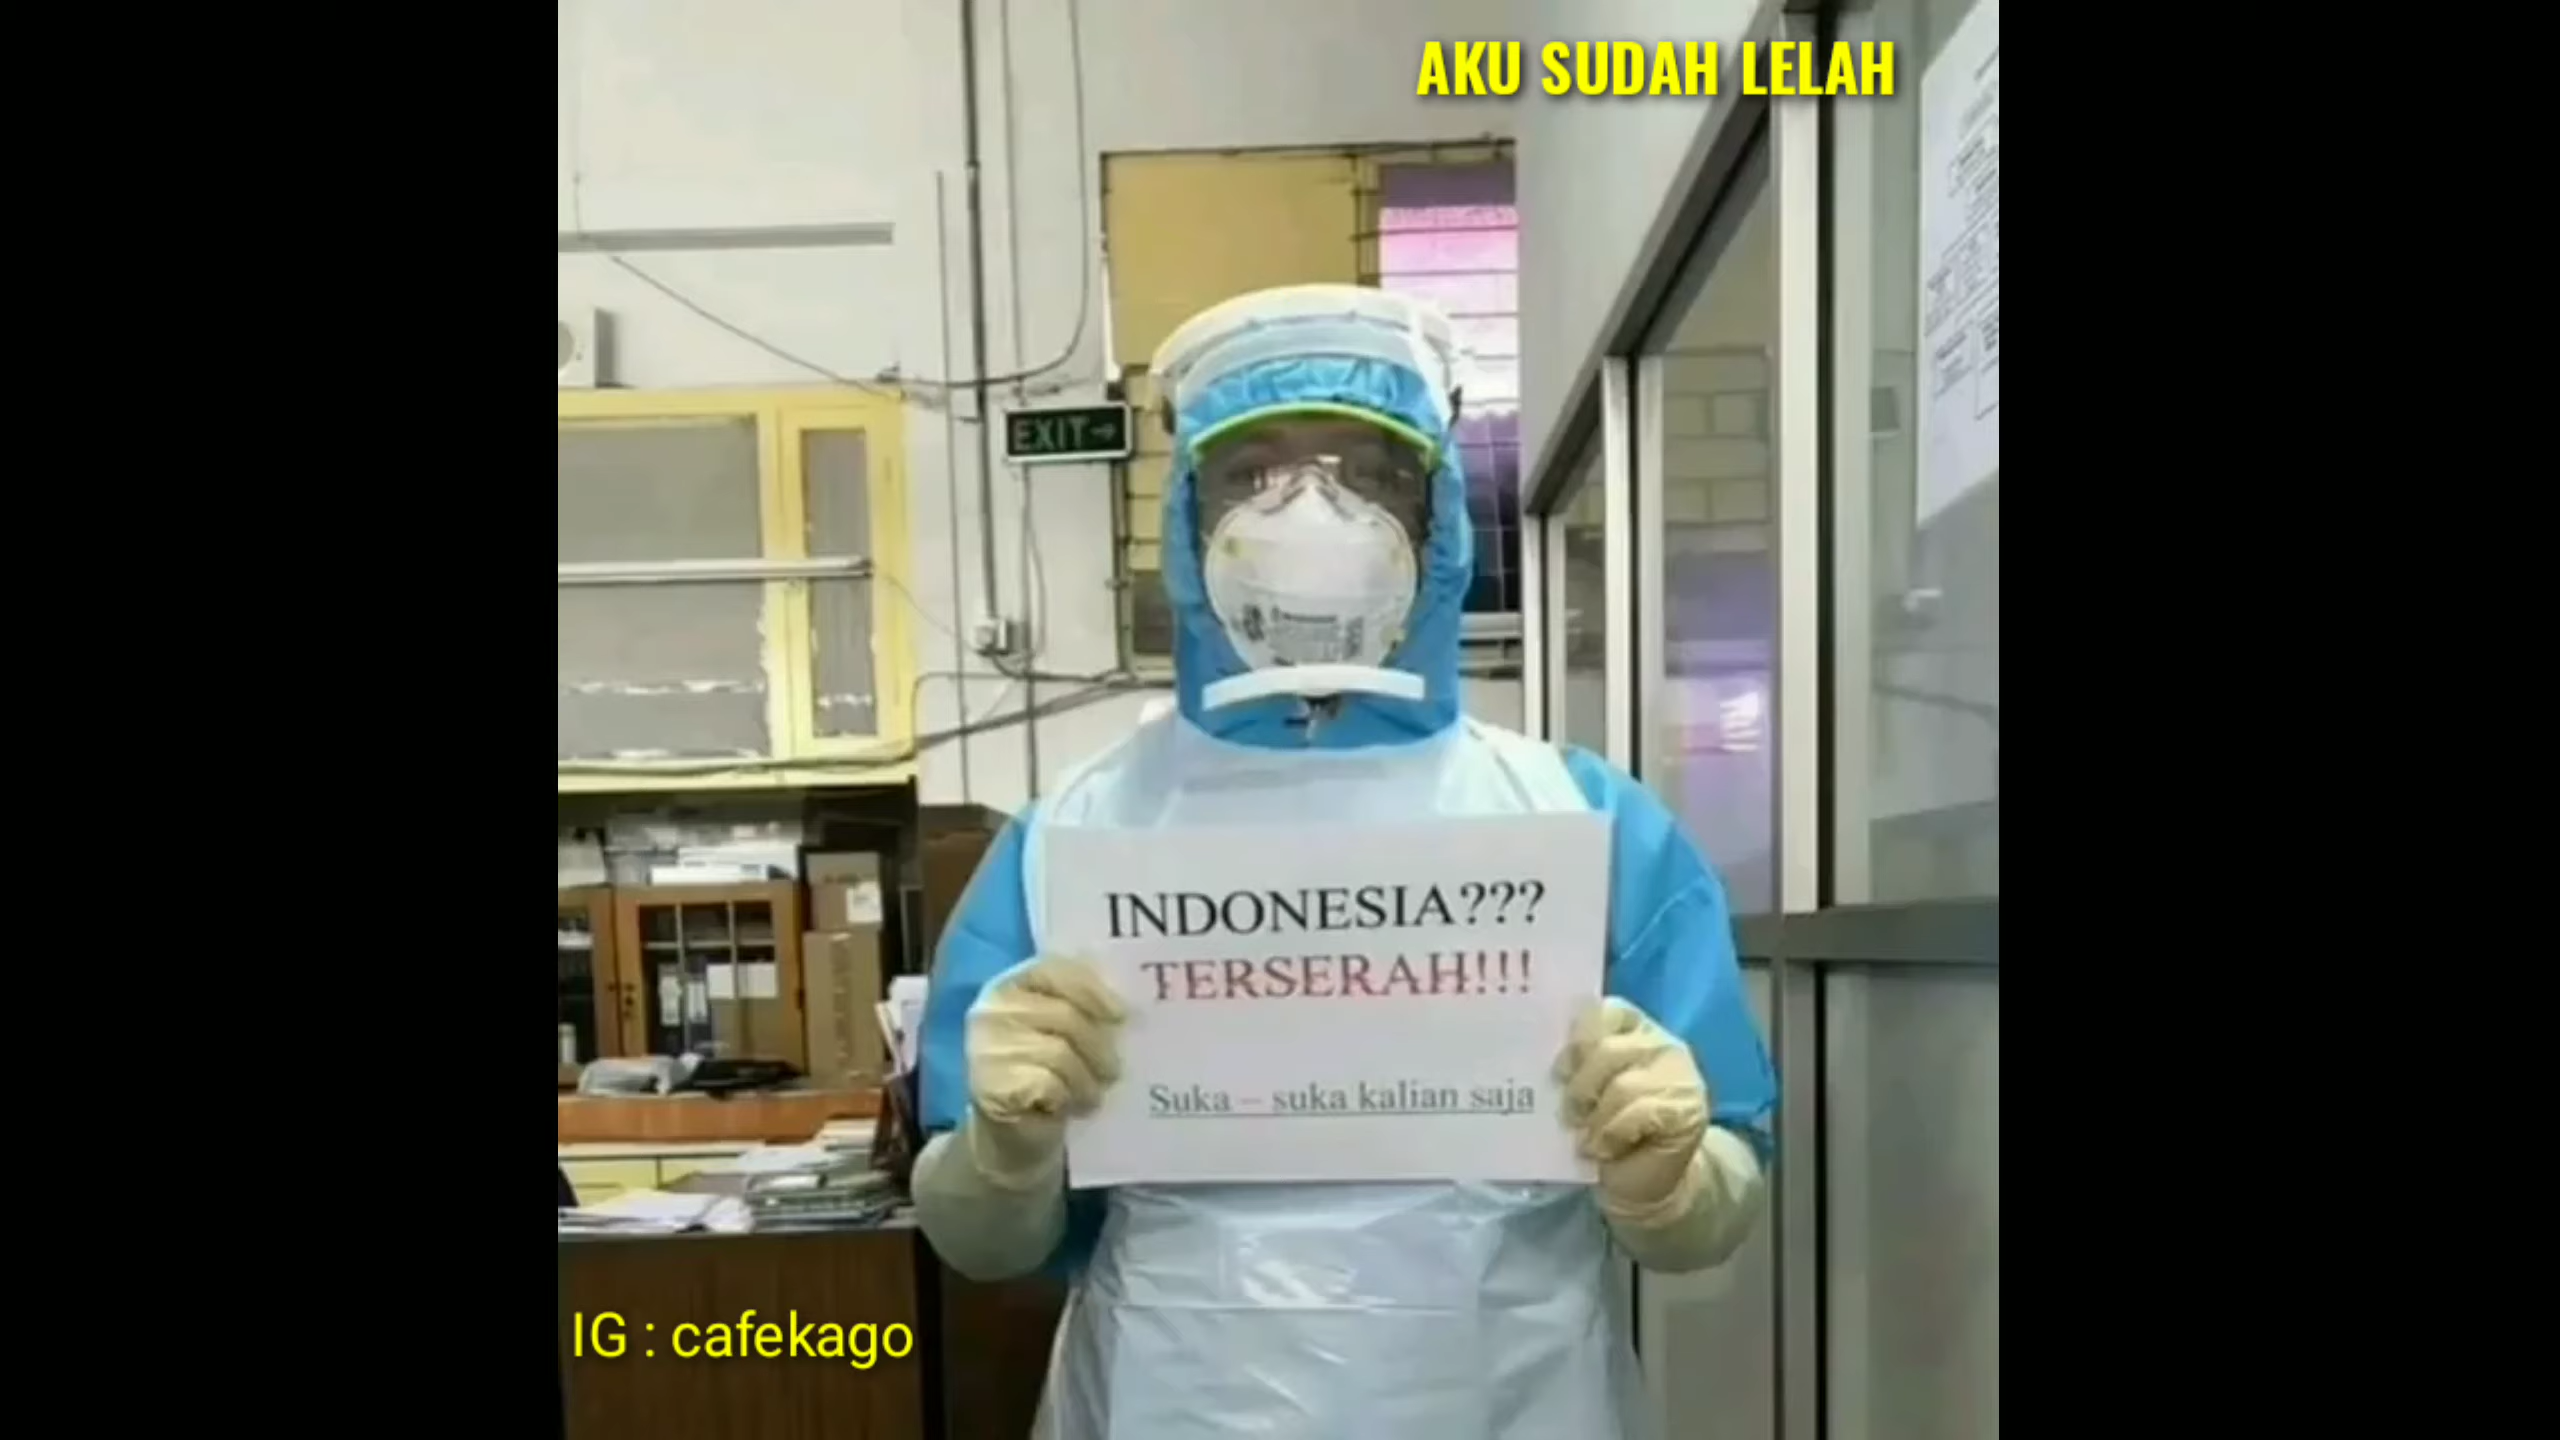 AKU SUDAH LELAH
EXIT→
INDONESIA???
TERSERAH!!!
Suka – suka kalian saja
IG : cafekago